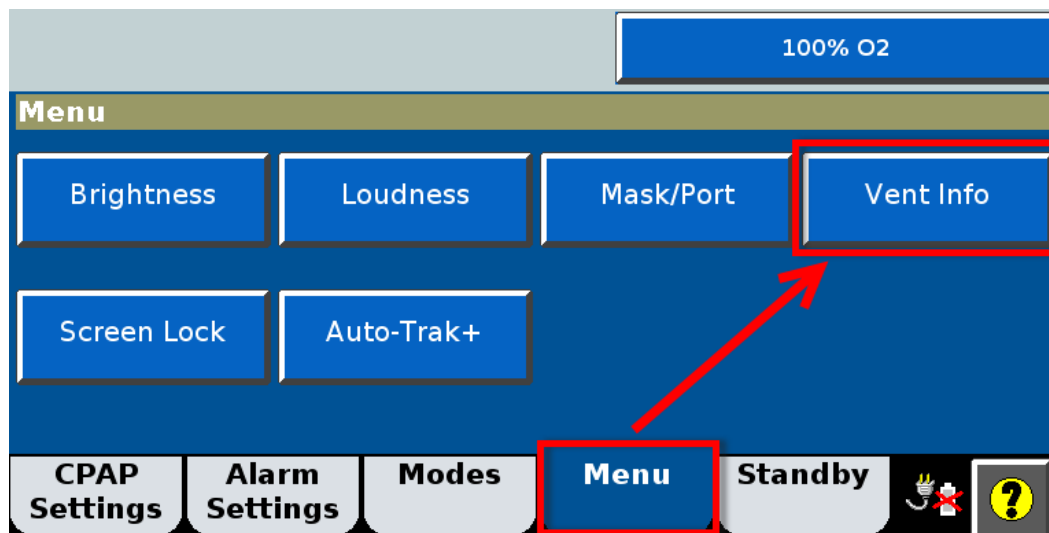 100% O2
Menu
Brightness
Loudness
Mask/Port
Vent Info
Screen Lock
Auto-Trak+
CPAP
Settings
Alarm
Settings
Modes
Menu
Standby
?